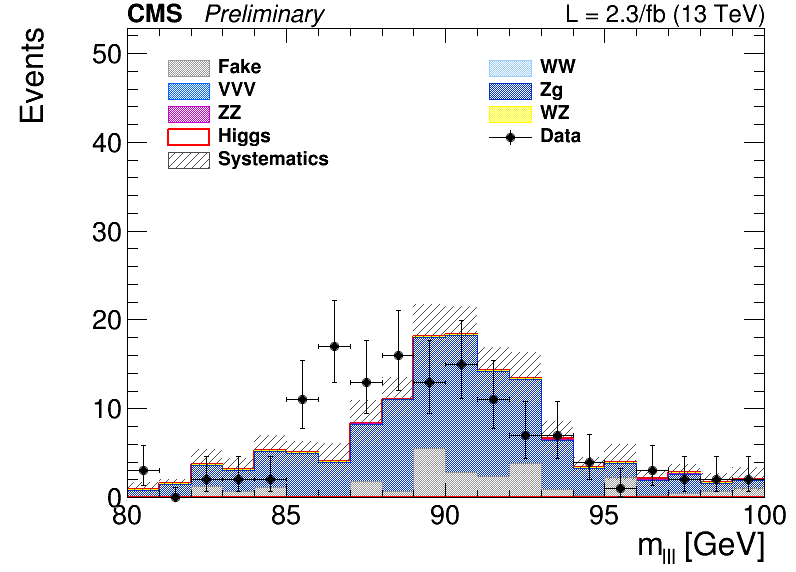 CMS Preliminary L = 2.3/fb (13 TeV)
Events
50
40
30
20
10
0
Fake
VVV
ZZ
Higgs
Systematics
WW
Zg
WZ
Data
80 85 90 95 100
m_lll [GeV]